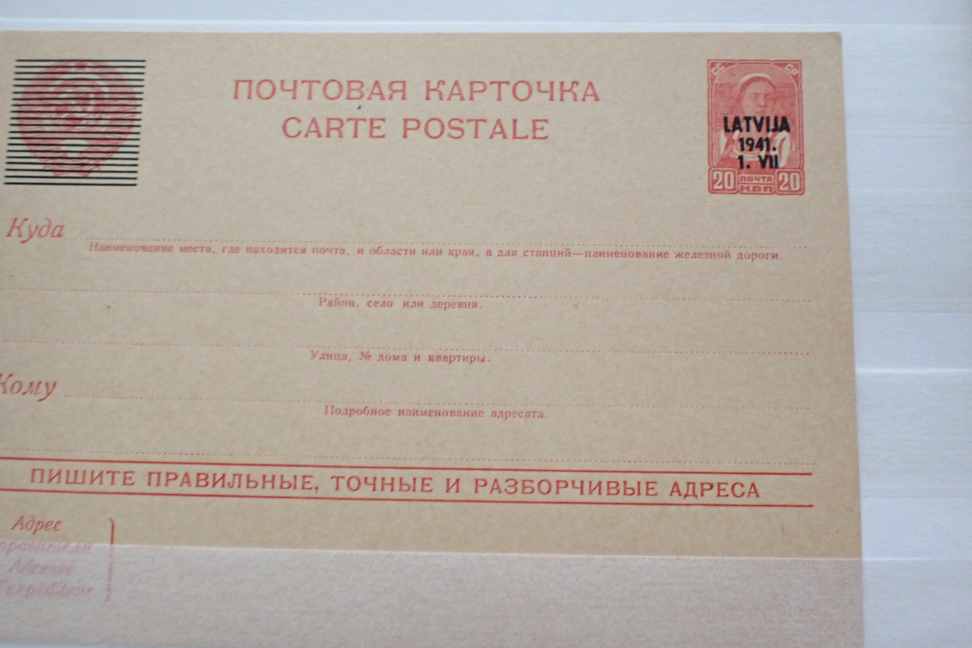 ПОЧТОВАЯ КАРТОЧКА
CARTE POSTALE
LATVIJA
1941.
1. VII
20 ПОЧТА 20
Куда
Наименование места, где находится почта, и области или края, а для станций—наименование железной дороги.
Район, село или деревня.
Улица, № дома и квартиры.
Кому
Подробное наименование адресата.
ПИШИТЕ ПРАВИЛЬНЫЕ, ТОЧНЫЕ И РАЗБОРЧИВЫЕ АДРЕСА
Адрес